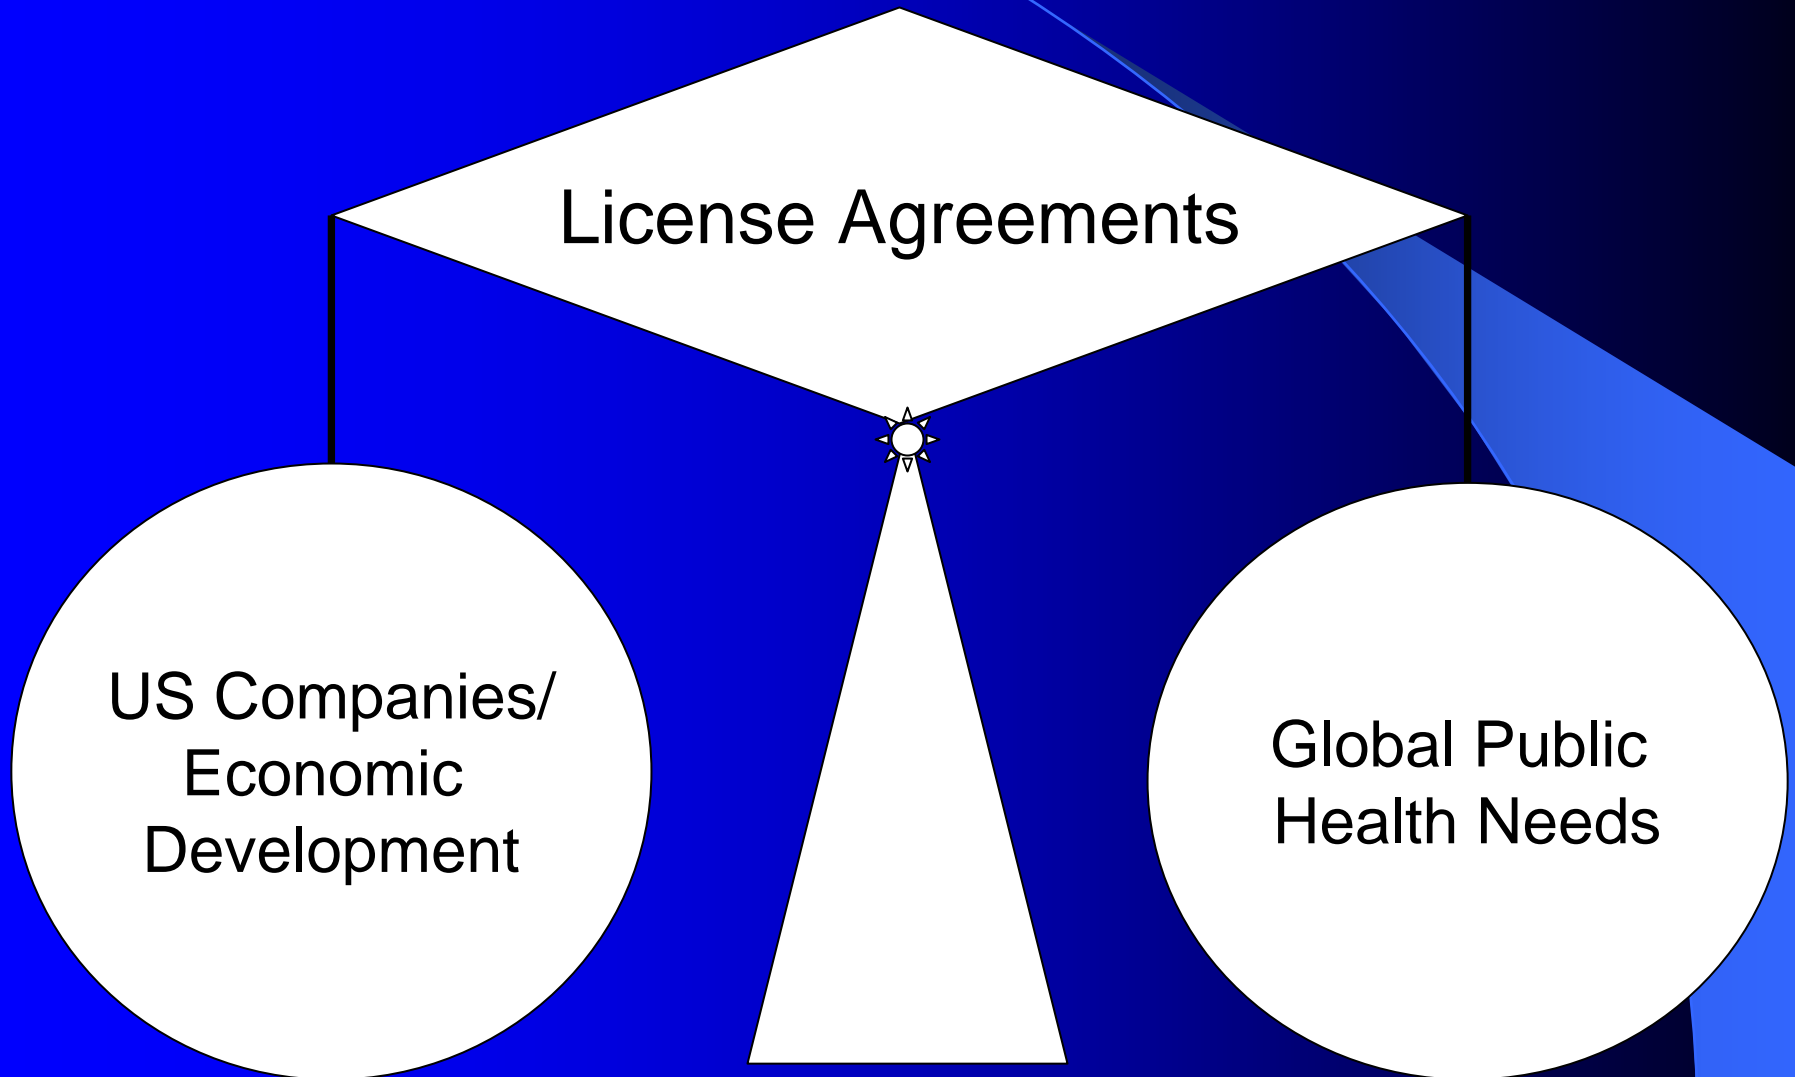 License Agreements
US Companies/
Economic
Development
Global Public
Health Needs